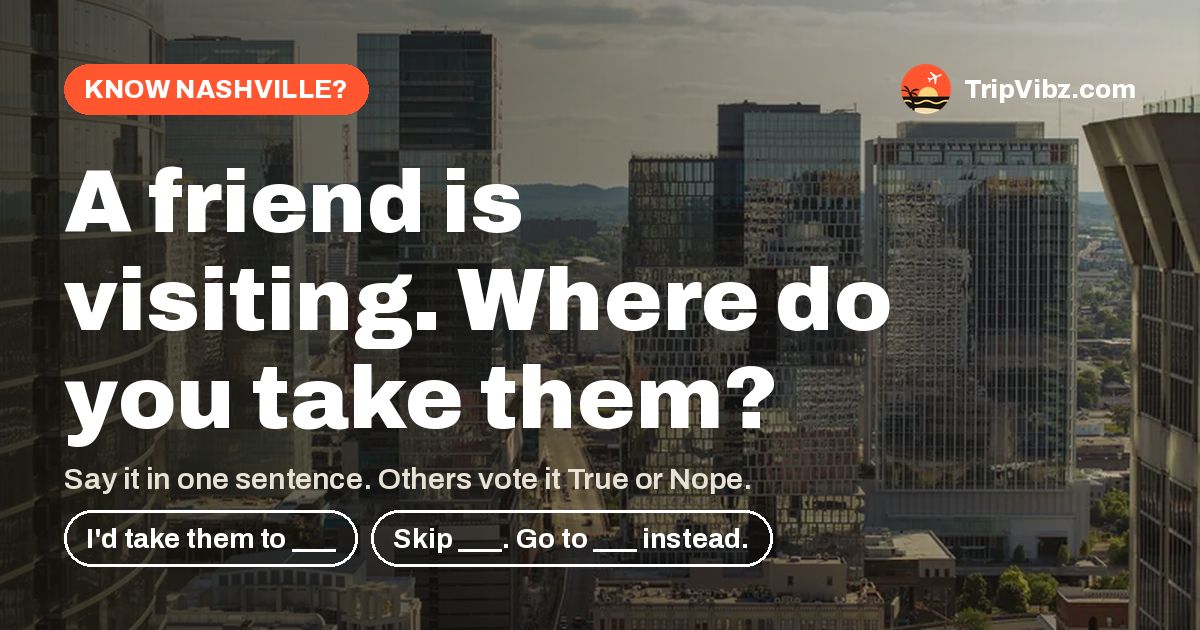 KNOW NASHVILLE?
TripVibz.com
A friend is
visiting. Where do
you take them?
Say it in one sentence. Others vote it True or Nope.
I'd take them to ___
Skip ___. Go to ___ instead.